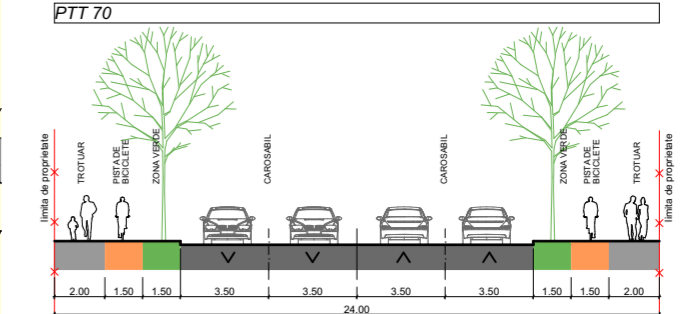 PTT 70
limita de proprietate
TROTUAR
PISTA DE
BICICLETE
ZONA VERDE
CAROSABIL
CAROSABIL
ZONA VERDE
PISTA DE
BICICLETE
TROTUAR
limita de proprietate
2.00 1.50 1.50 3.50 3.50 3.50 3.50 1.50 1.50 2.00
24.00